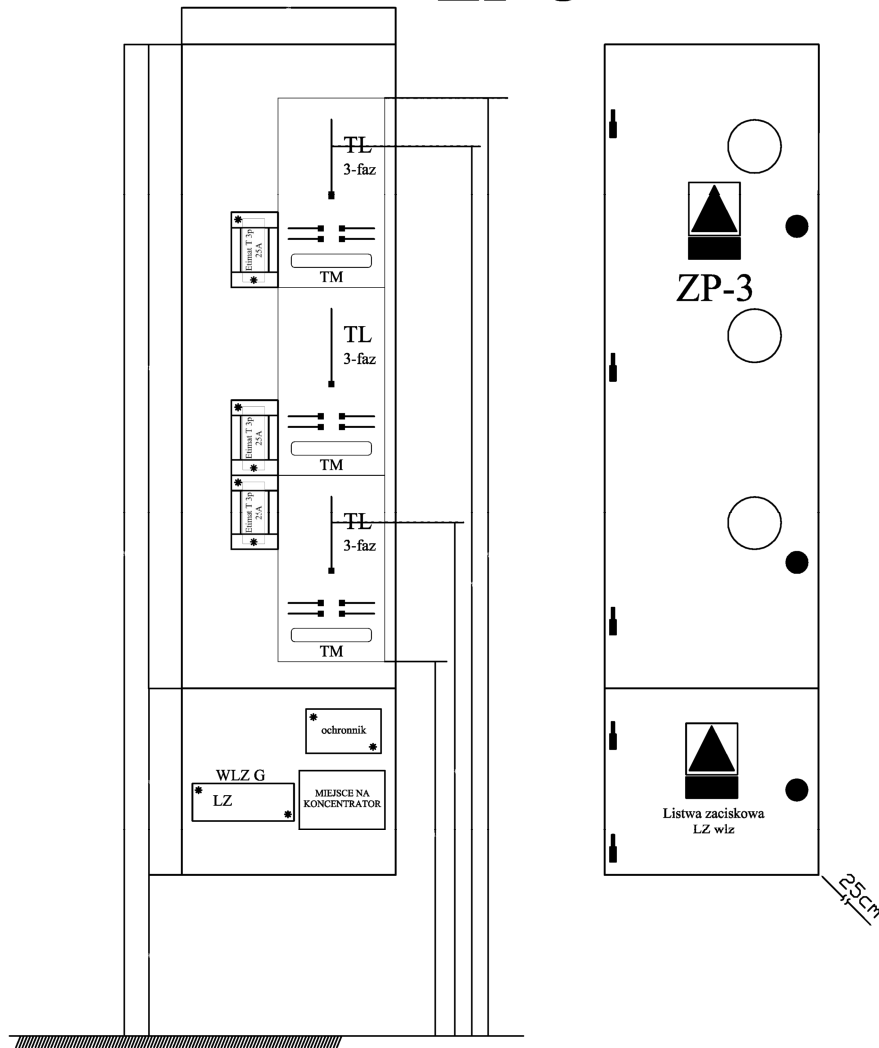 TL
3-faz
Etimat T 3p
25A
TM
TL
3-faz
Etimat T 3p
25A
TM
Etimat T 3p
25A
TL
3-faz
TM
ochronnik
WLZ G
LZ
MIEJSCE NA
KONCENTRATOR
ZP-3
Listwa zaciskowa
LZ wlz
25cm